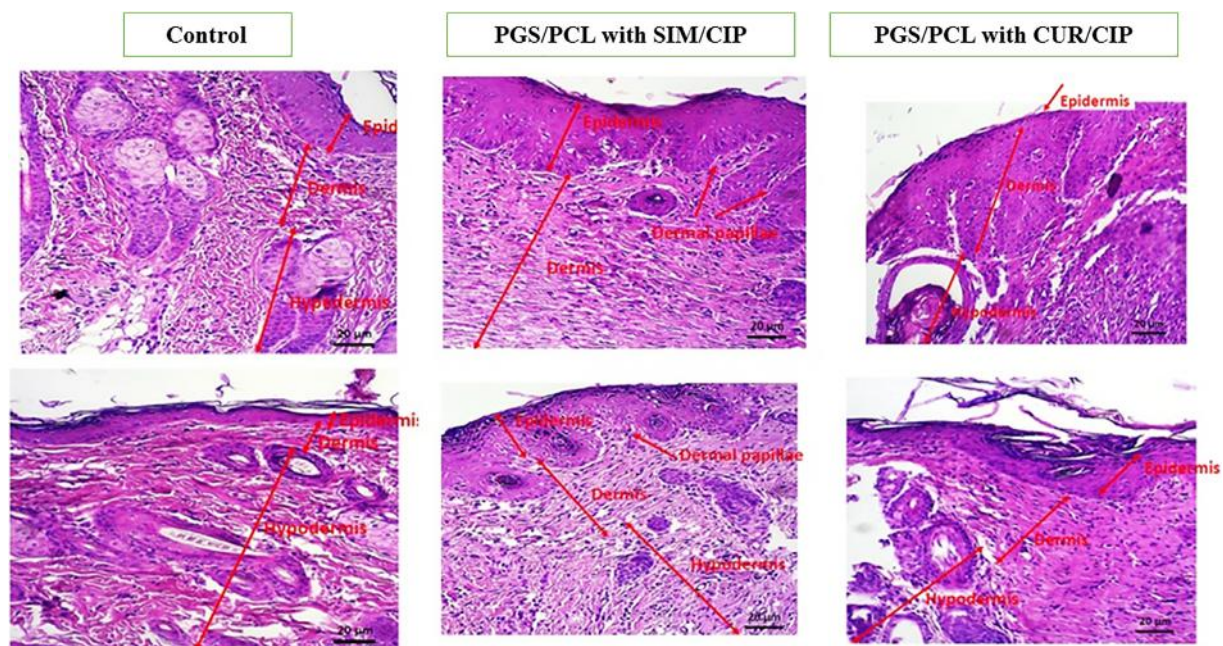 Control
PGS/PCL with SIM/CIP
PGS/PCL with CUR/CIP
Epid
Dermis
Hypodermis
20 µm
Epidermis
Dermal papillae
Dermis
20 µm
Epidermis
Dermis
Hypodermis
20 µm
Epidermis
Dermis
Hypodermis
20 µm
Epidermis
Dermal papillae
Dermis
Hypodermis
20 µm
Epidermis
Dermis
Hypodermis
20 µm